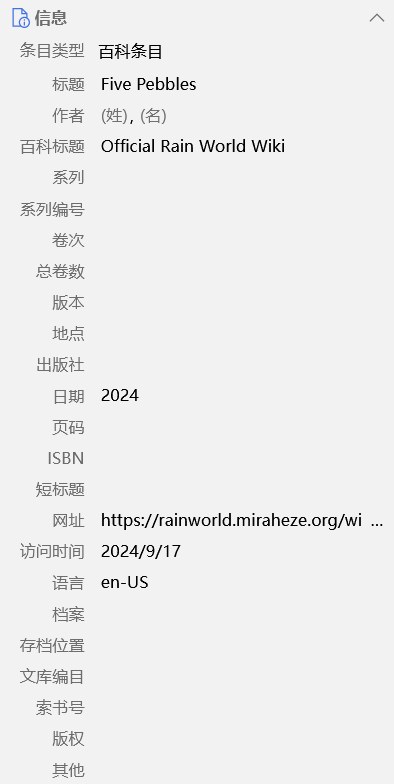 信息
条目类型 百科条目
标题 Five Pebbles
作者 (姓), (名)
百科标题 Official Rain World Wiki
系列
系列编号
卷次
总卷数
版本
地点
出版社
日期 2024
页码
ISBN
短标题
网址 https://rainworld.miraheze.org/wi ...
访问时间 2024/9/17
语言 en-US
档案
存档位置
文库编目
索书号
版权
其他